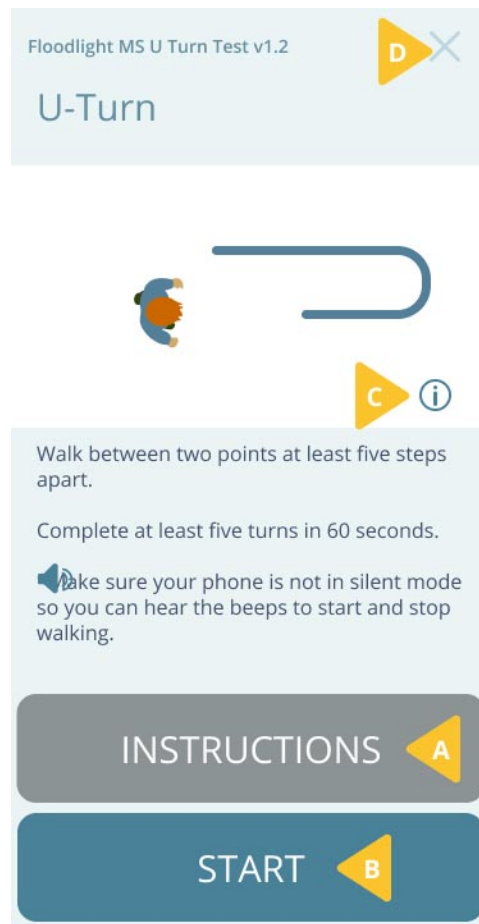 Floodlight MS U Turn Test v1.2
D
U-Turn
C
i
Walk between two points at least five steps
apart.
Complete at least five turns in 60 seconds.
Make sure your phone is not in silent mode
so you can hear the beeps to start and stop
walking.
INSTRUCTIONS A
START B